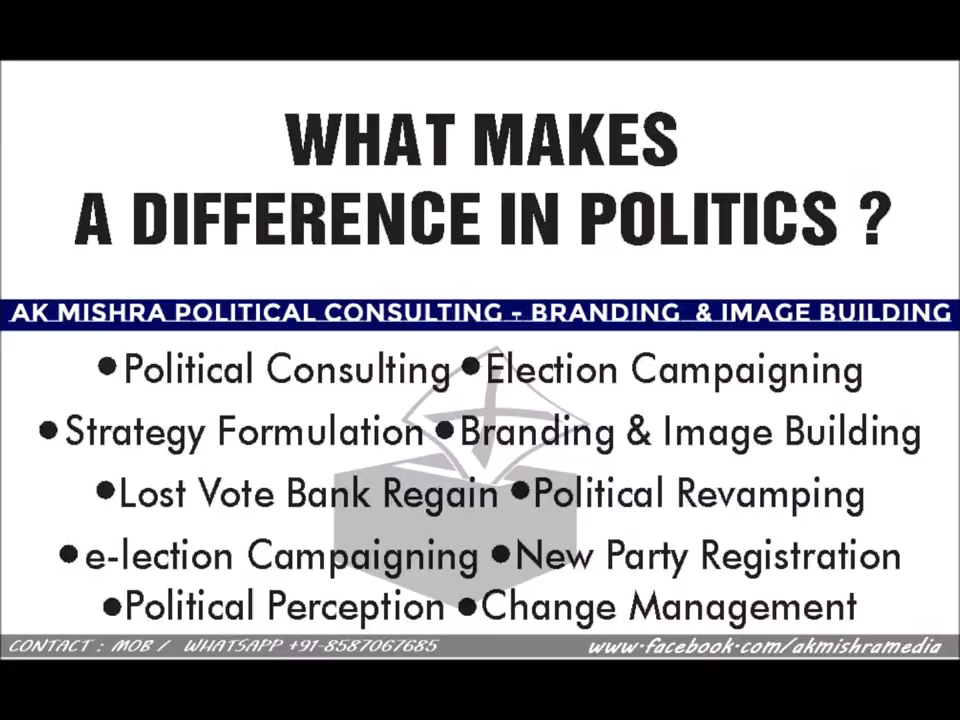 WHAT MAKES
A DIFFERENCE IN POLITICS ?
AK MISHRA POLITICAL CONSULTING - BRANDING & IMAGE BUILDING
•Political Consulting •Election Campaigning
•Strategy Formulation •Branding & Image Building
•Lost Vote Bank Regain •Political Revamping
•e-lection Campaigning •New Party Registration
•Political Perception •Change Management
CONTACT : MOB / WHATSAPP +91-8587067685 www.facebook.com/akmishramedia